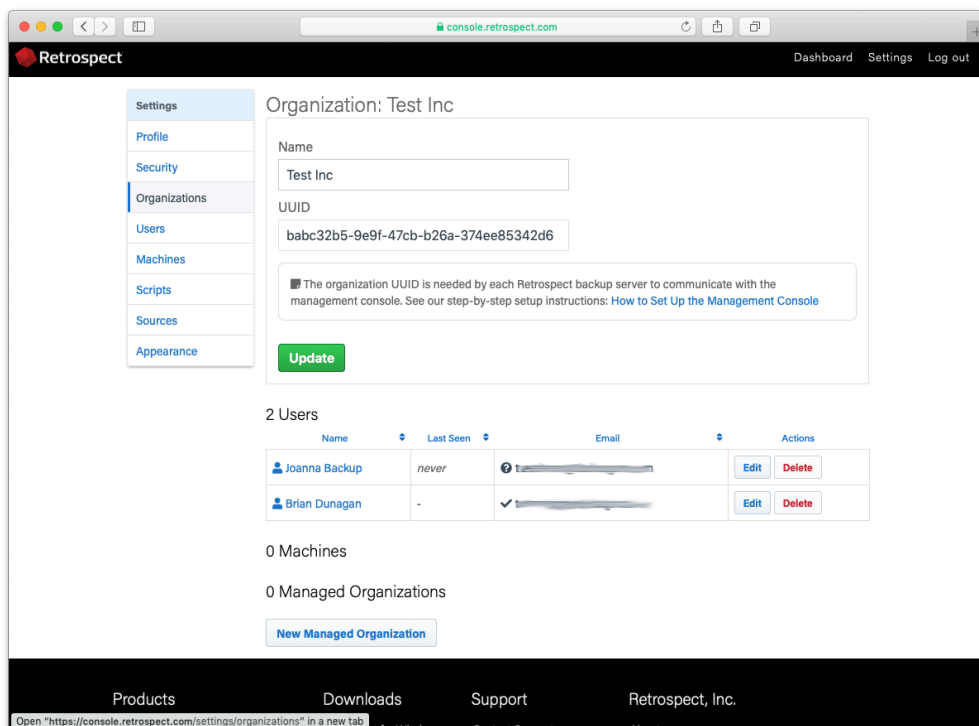 console.retrospect.com
Retrospect
Dashboard Settings Log out
Settings
Profile
Security
Organizations
Users
Machines
Scripts
Sources
Appearance
Organization: Test Inc
Name
Test Inc
UUID
babc32b5-9e9f-47cb-b26a-374ee85342d6
The organization UUID is needed by each Retrospect backup server to communicate with the
management console. See our step-by-step setup instructions: How to Set Up the Management Console
Update
2 Users
Name Last Seen Email Actions
Joanna Backup never Edit Delete
Brian Dunagan - Edit Delete
0 Machines
0 Managed Organizations
New Managed Organization
Products Downloads Support Retrospect, Inc.
Open "https://console.retrospect.com/settings/organizations" in a new tab